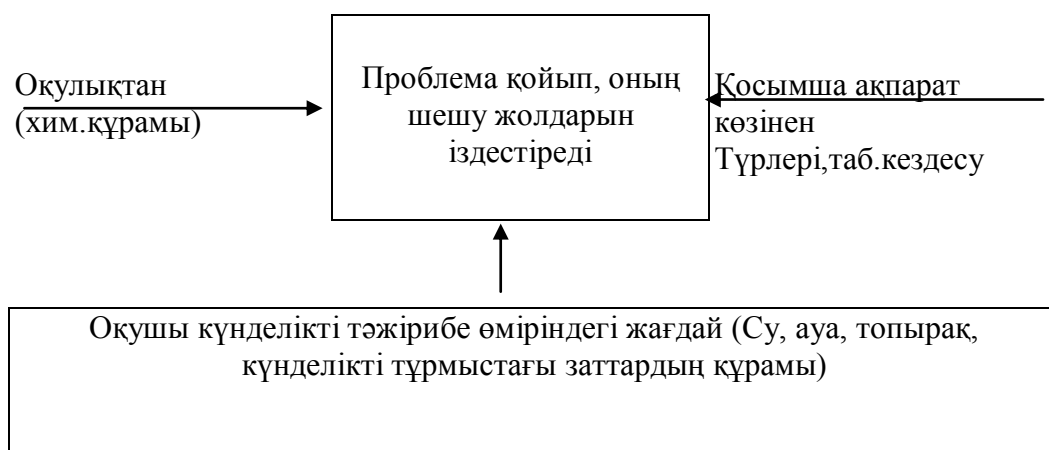 Оқулықтан
(хим.құрамы)
Проблема қойып, оның
шешу жолдарын
іздестіреді
Қосымша ақпарат
көзінен
Түрлері,таб.кездесу
Оқушы күнделікті тәжірибе өміріндегі жағдай (Су, ауа, топырақ,
күнделікті тұрмыстағы заттардың құрамы)